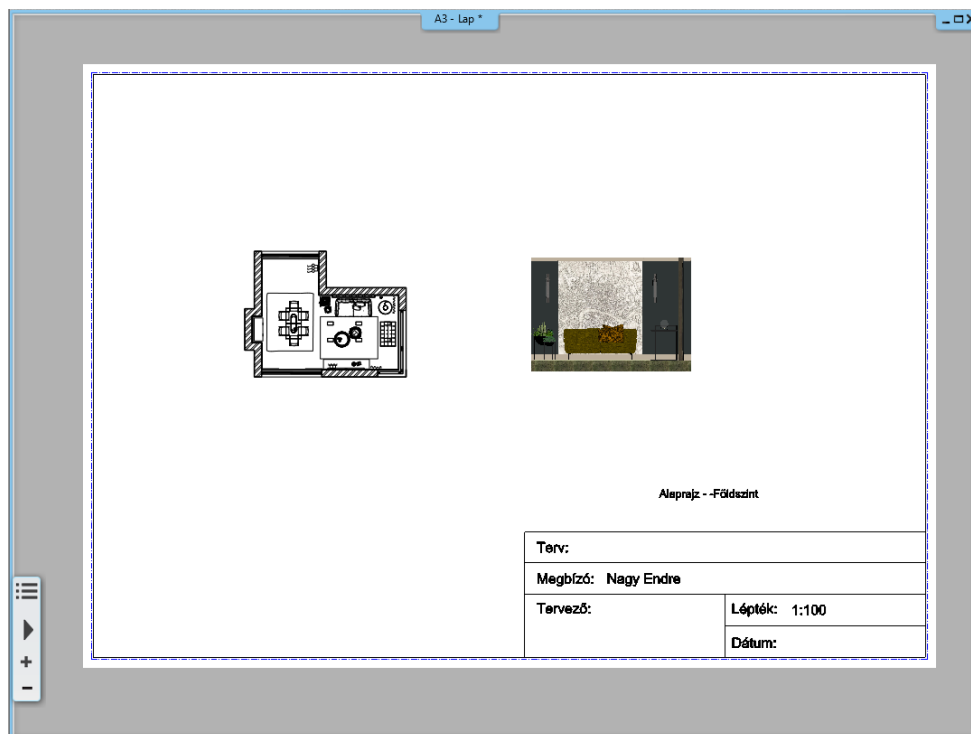 A3 - Lap *
Alaprajz - -Földszint
Terv:
Megbízó: Nagy Endre
Tervező:
Lépték: 1:100
Dátum: